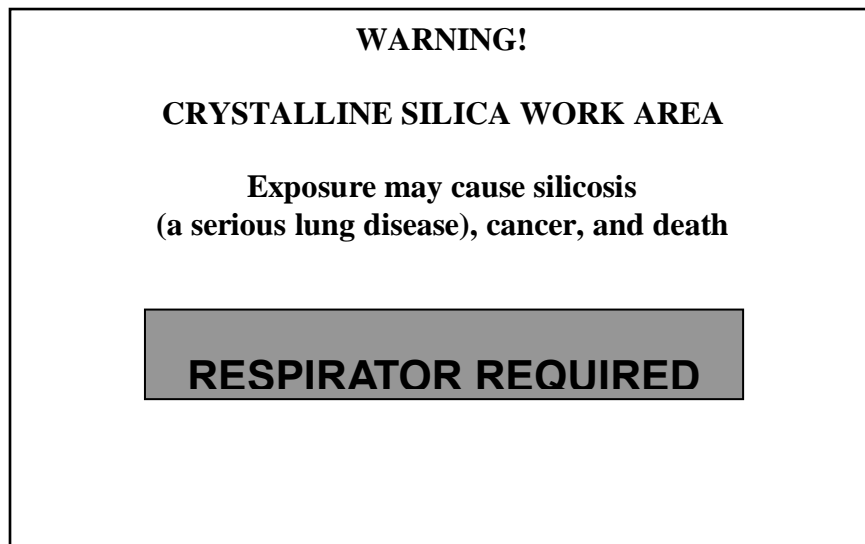 WARNING!
CRYSTALLINE SILICA WORK AREA
Exposure may cause silicosis
(a serious lung disease), cancer, and death
RESPIRATOR REQUIRED